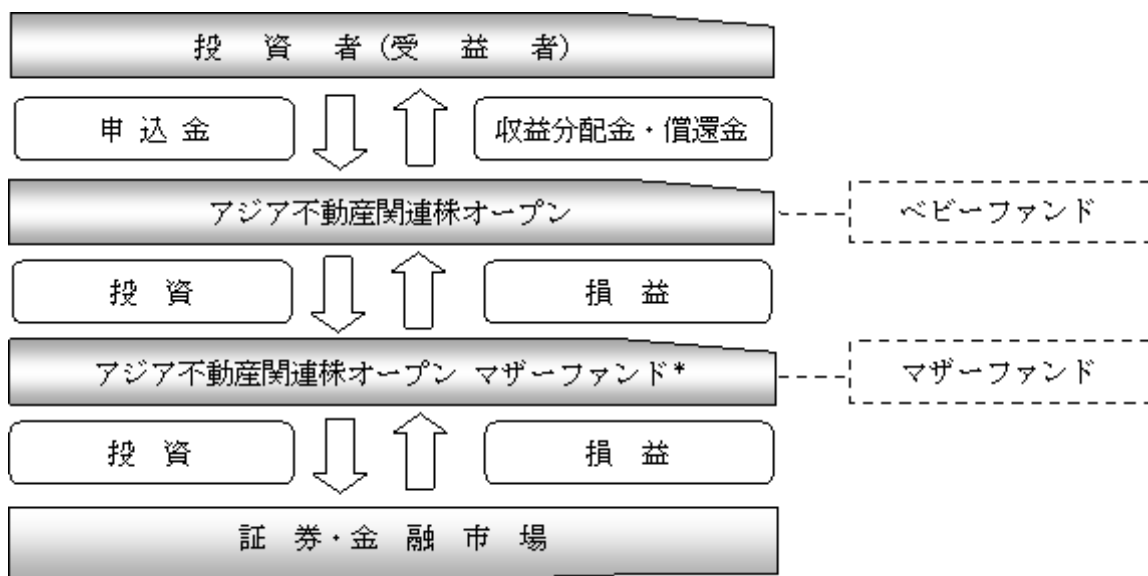 投資者(受益者)
申込金
収益分配金・償還金
アジア不動産関連株オープン
ベビーファンド
投資
損益
アジア不動産関連株オープン マザーファンド*
マザーファンド
投資
損益
証券・金融市場